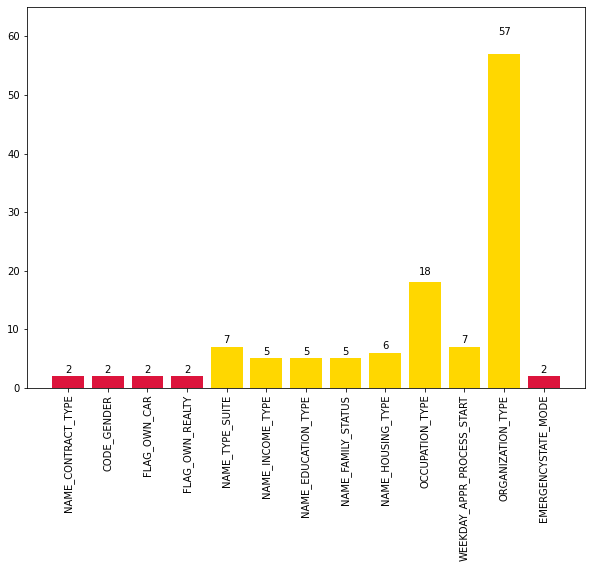 60
50
40
30
20
10
0
2
2
2
2
7
5
5
5
6
18
7
57
2
NAME_CONTRACT_TYPE
CODE_GENDER
FLAG_OWN_CAR
FLAG_OWN_REALTY
NAME_TYPE_SUITE
NAME_INCOME_TYPE
NAME_EDUCATION_TYPE
NAME_FAMILY_STATUS
NAME_HOUSING_TYPE
OCCUPATION_TYPE
WEEKDAY_APPR_PROCESS_START
ORGANIZATION_TYPE
EMERGENCYSTATE_MODE